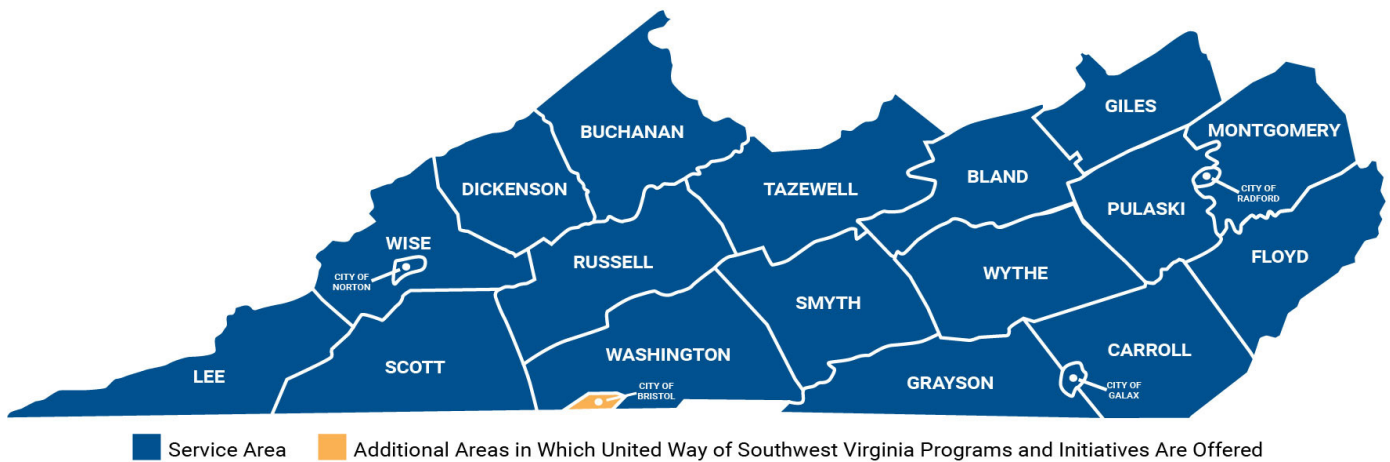 GILES
MONTGOMERY
BUCHANAN
DICKENSON
TAZEWELL
BLAND
CITY OF
RADFORD
PULASKI
WISE
CITY OF
NORTON
RUSSELL
WYTHE
FLOYD
SMYTH
LEE
SCOTT
WASHINGTON
CITY OF
BRISTOL
GRAYSON
CARROLL
CITY OF
GALAX
Service Area
Additional Areas in Which United Way of Southwest Virginia Programs and Initiatives Are Offered